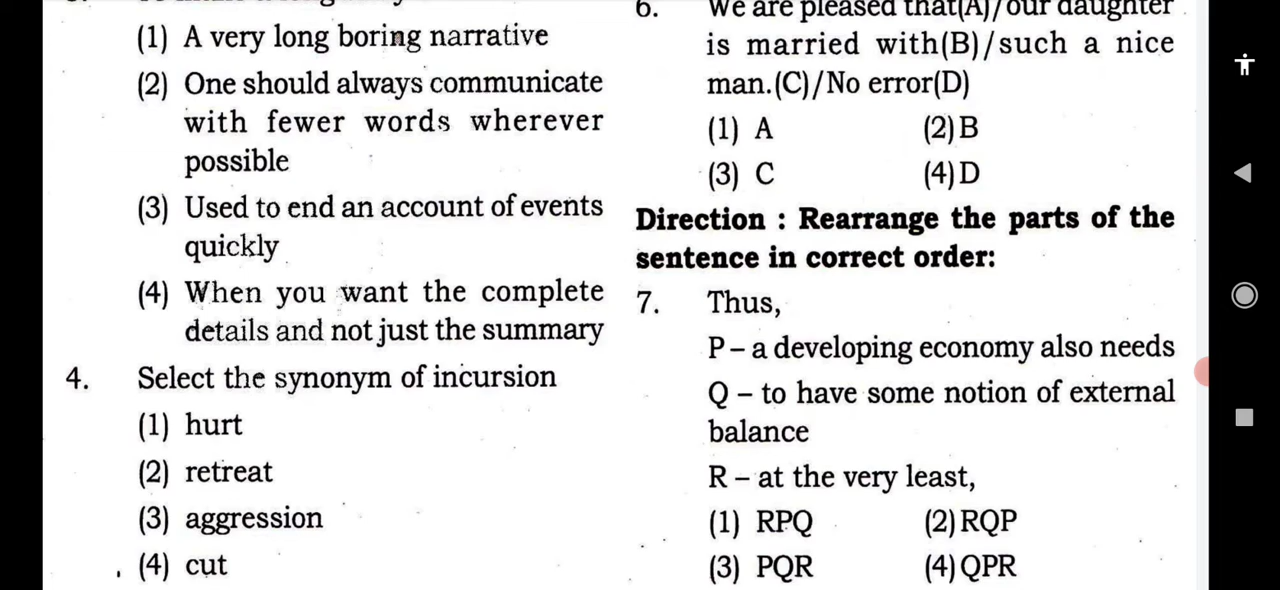 (1) A very long boring narrative
(2) One should always communicate
with fewer words wherever
possible
(3) Used to end an account of events
quickly
(4) When you want the complete
details and not just the summary
4. Select the synonym of incursion
(1) hurt
(2) retreat
(3) aggression
(4) cut
6. We are pleased that(A)/our daughter
is married with(B)/such a nice
man.(C)/No error(D)
(1) A (2) B
(3) C (4) D
Direction : Rearrange the parts of the
sentence in correct order:
7. Thus,
P – a developing economy also needs
Q – to have some notion of external
balance
R – at the very least,
(1) RPQ (2) RQP
(3) PQR (4) QPR